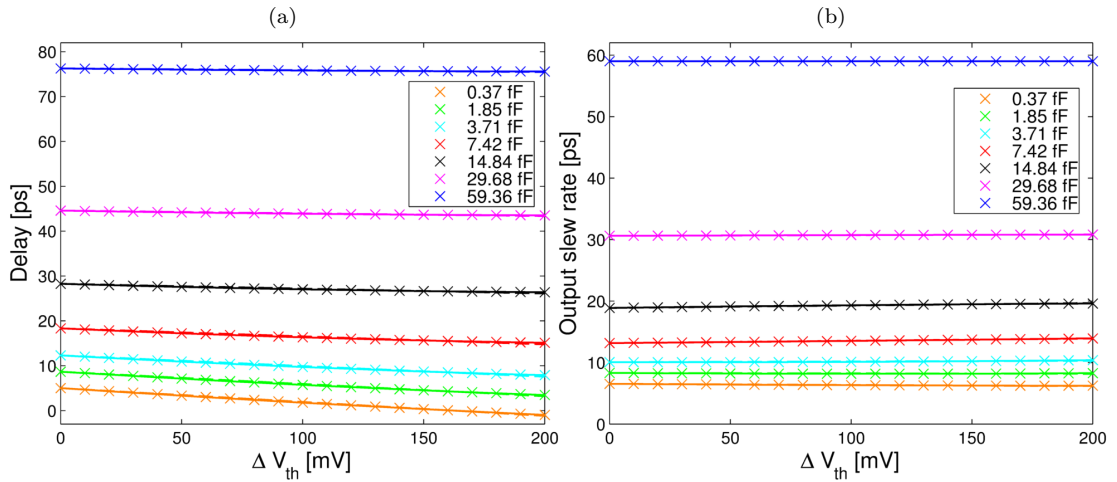 (a)
80
70
60
50
40
30
20
10
0
0 50 100 150 200
Delay [ps]
Δ V_th [mV]
0.37 fF
1.85 fF
3.71 fF
7.42 fF
14.84 fF
29.68 fF
59.36 fF
(b)
60
50
40
30
20
10
0
0 50 100 150 200
Output slew rate [ps]
Δ V_th [mV]
0.37 fF
1.85 fF
3.71 fF
7.42 fF
14.84 fF
29.68 fF
59.36 fF